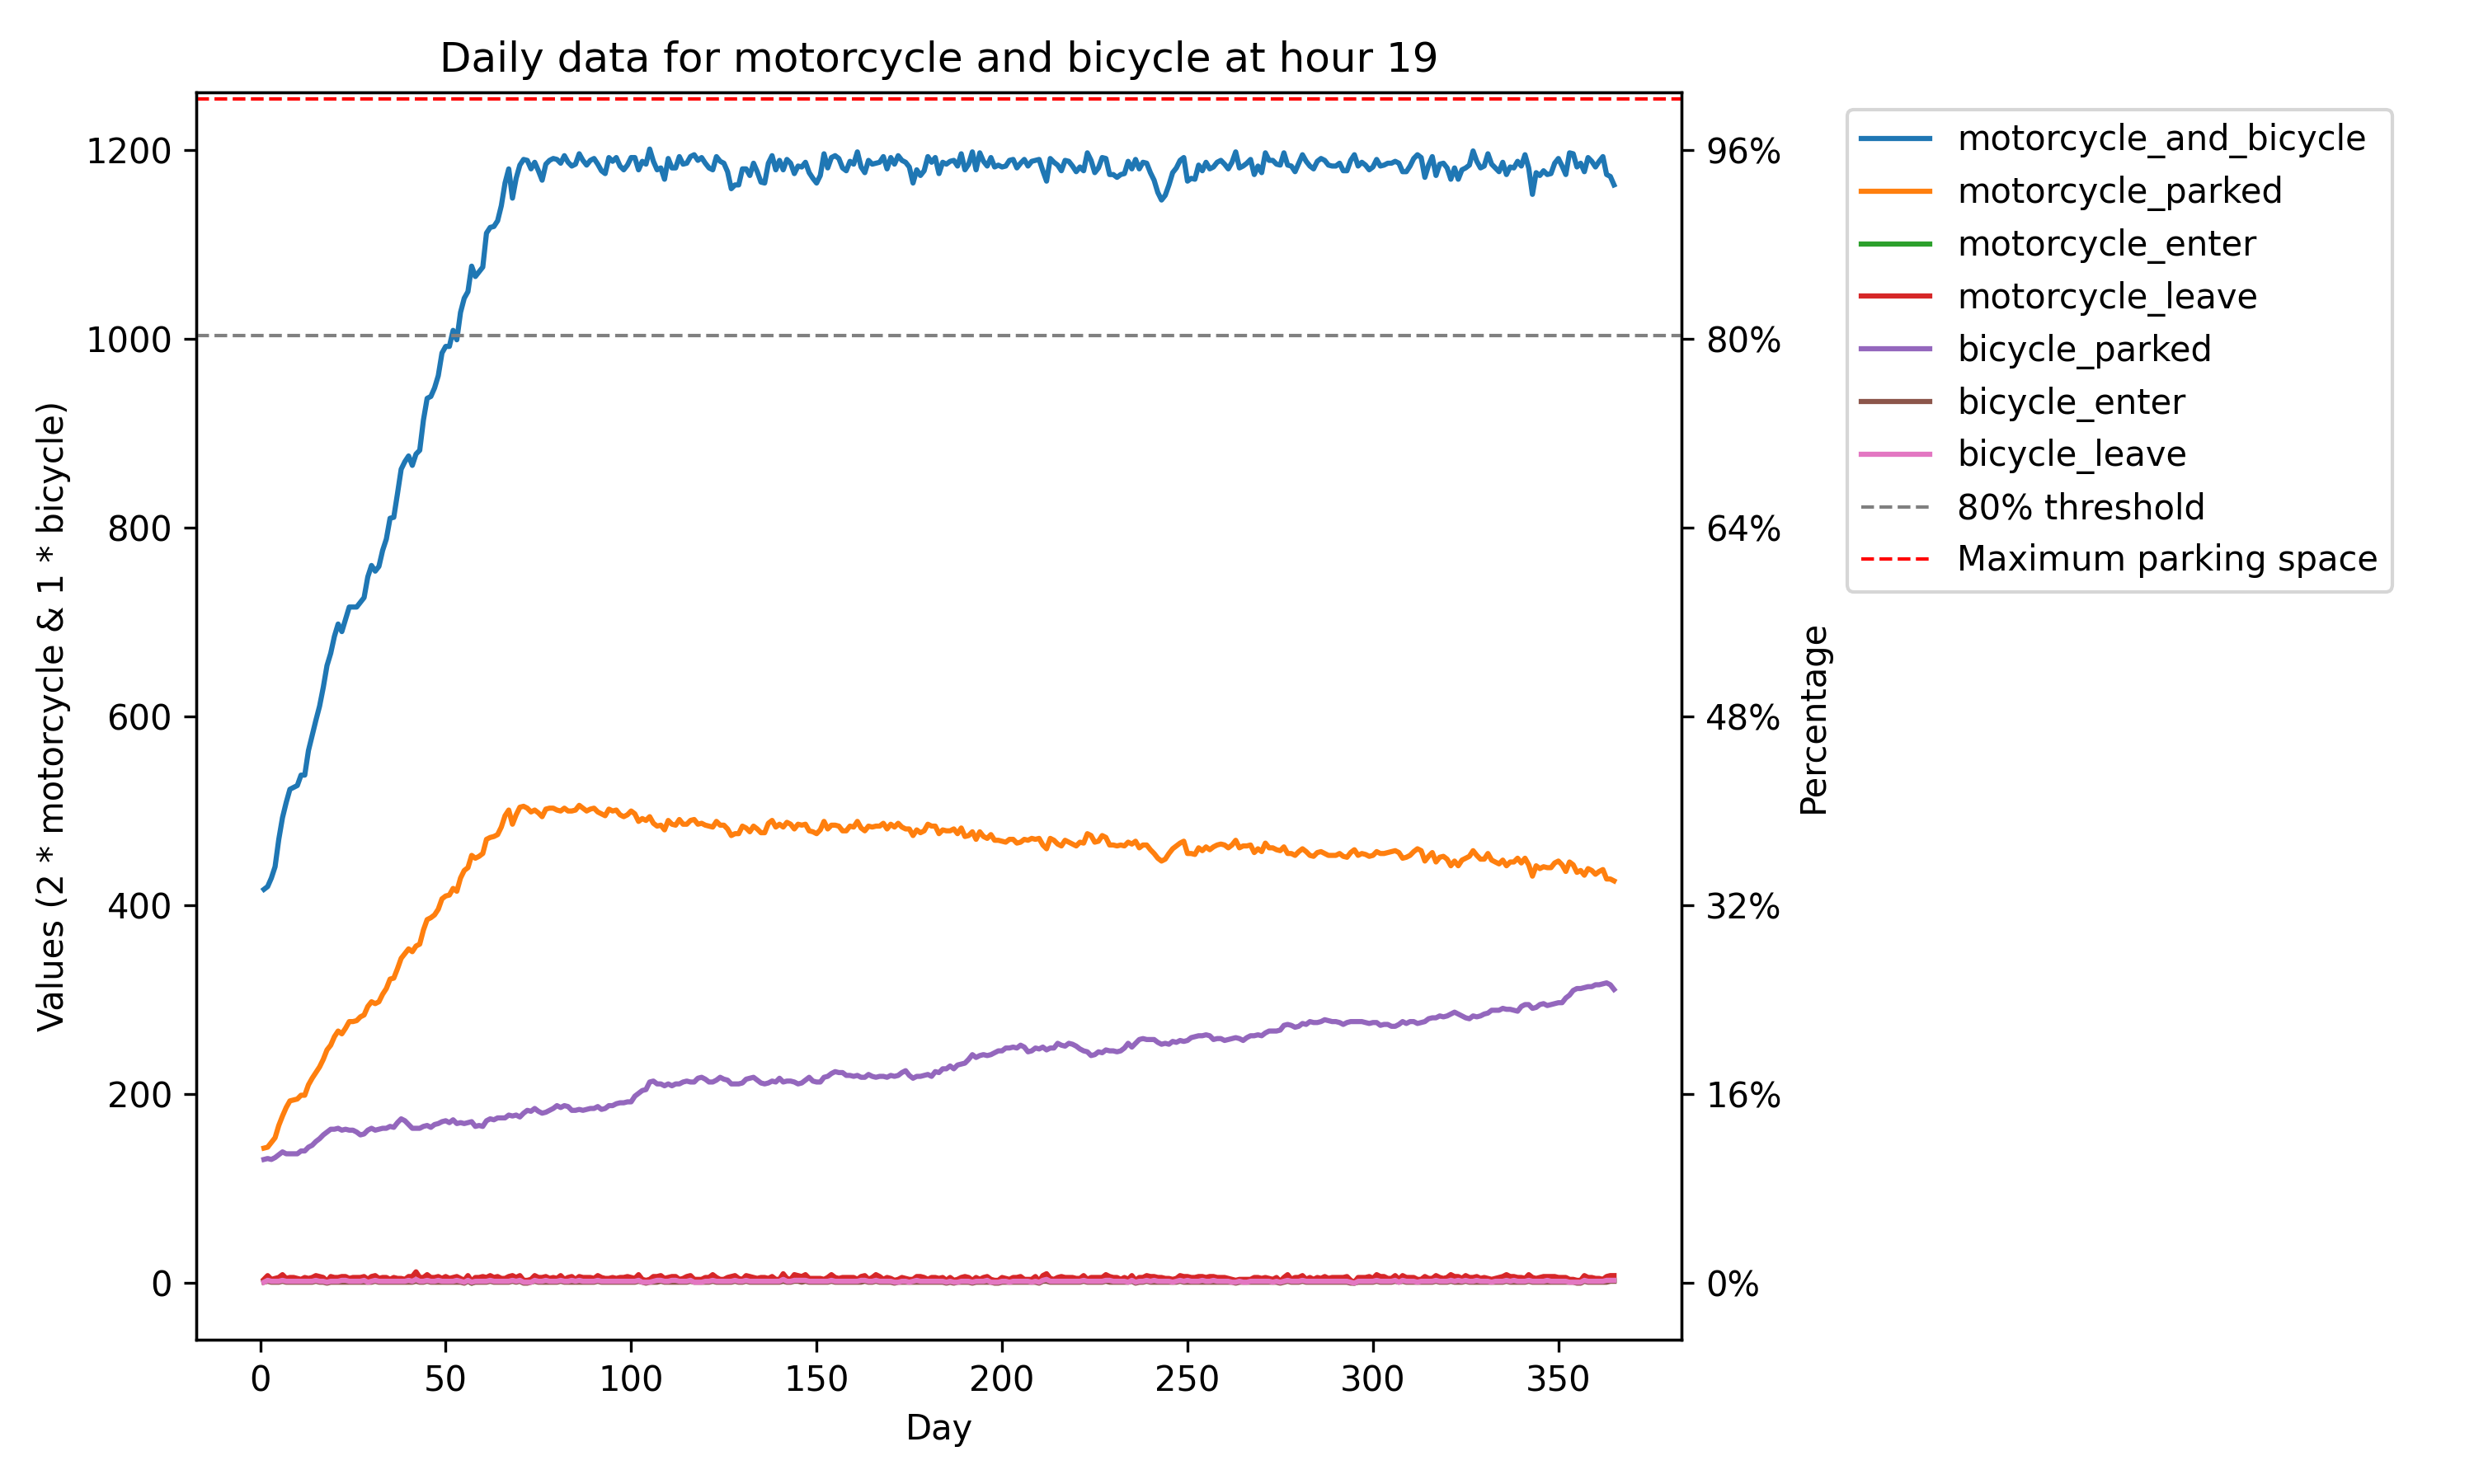 Daily data for motorcycle and bicycle at hour 19
Values (2 * motorcycle & 1 * bicycle)
1200
1000
800
600
400
200
0
0 50 100 150 200 250 300 350
Day
96%
80%
64%
48%
32%
16%
0%
Percentage
motorcycle_and_bicycle
motorcycle_parked
motorcycle_enter
motorcycle_leave
bicycle_parked
bicycle_enter
bicycle_leave
80% threshold
Maximum parking space